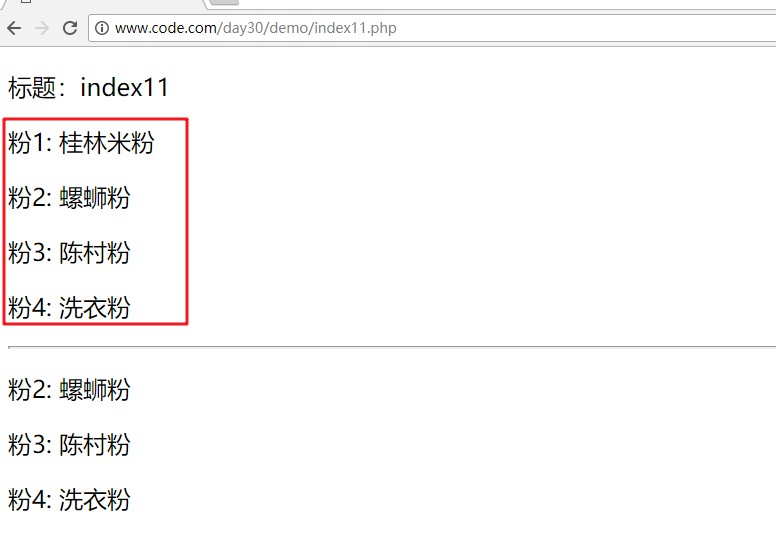 www.code.com/day30/demo/index11.php
标题：index11
粉1: 桂林米粉
粉2: 螺蛳粉
粉3: 陈村粉
粉4: 洗衣粉
粉2: 螺蛳粉
粉3: 陈村粉
粉4: 洗衣粉